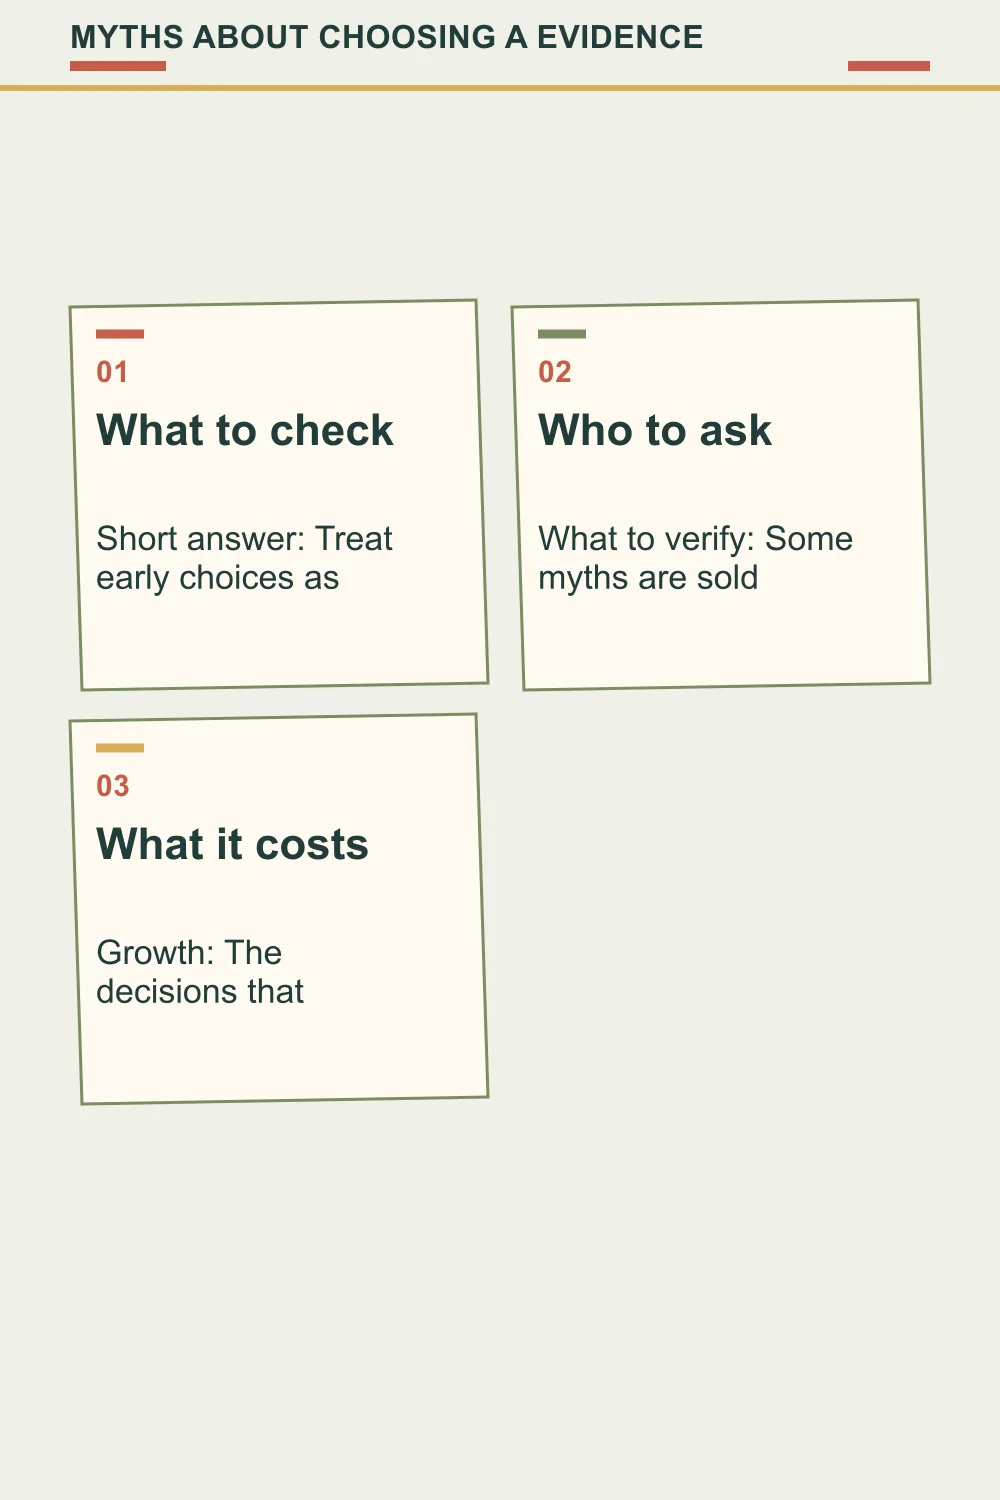 MYTHS ABOUT CHOOSING A EVIDENCE
01
What to check
Short answer: Treat
early choices as
02
Who to ask
What to verify: Some
myths are sold
03
What it costs
Growth: The
decisions that